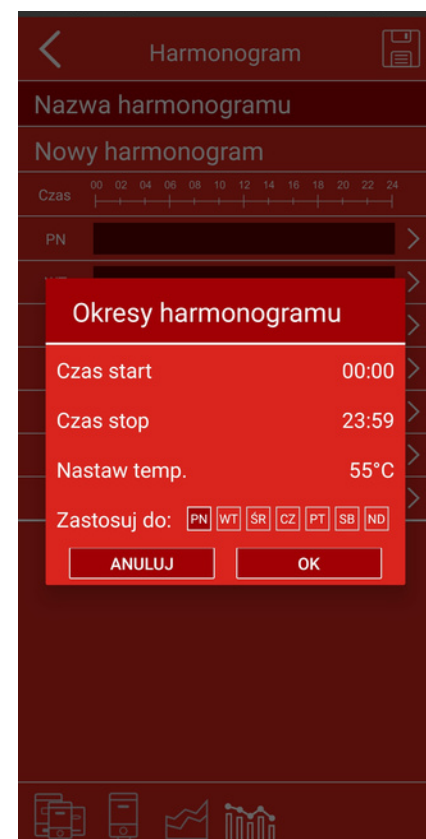 Harmonogram
Nazwa harmonogramu
Nowy harmonogram
Czas 00 02 04 06 08 10 12 14 16 18 20 22 24
PN
Okresy harmonogramu
Czas start 00:00
Czas stop 23:59
Nastaw temp. 55°C
Zastosuj do: PN WT ŚR CZ PT SB ND
ANULUJ OK